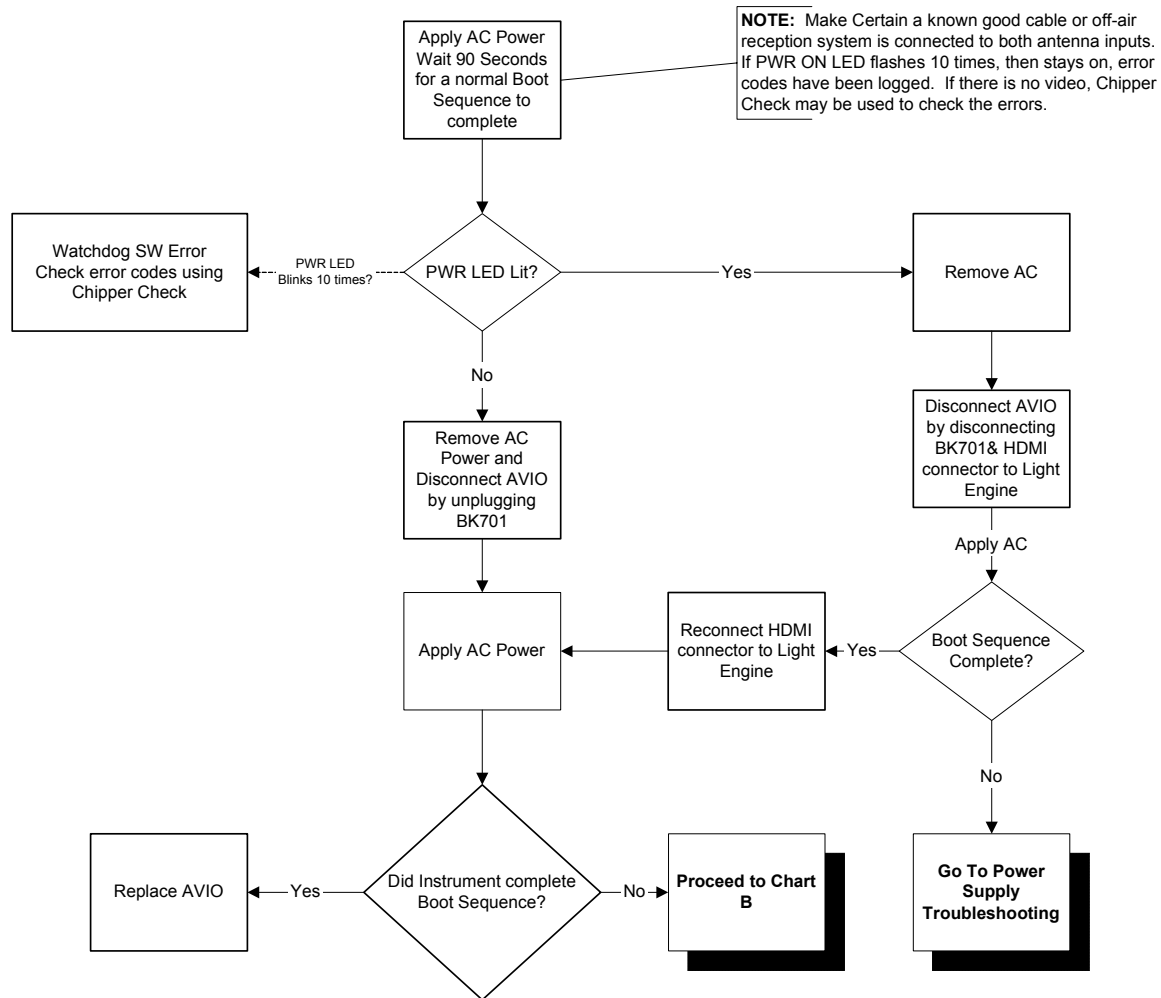 Apply AC Power
Wait 90 Seconds
for a normal Boot
Sequence to
complete
NOTE: Make Certain a known good cable or off-air
reception system is connected to both antenna inputs.
If PWR ON LED flashes 10 times, then stays on, error
codes have been logged. If there is no video, Chipper
Check may be used to check the errors.
Watchdog SW Error
Check error codes using
Chipper Check
PWR LED
Blinks 10 times?
PWR LED Lit?
Yes
Remove AC
No
Remove AC
Power and
Disconnect AVIO
by unplugging
BK701
Disconnect AVIO
by disconnecting
BK701& HDMI
connector to Light
Engine
Apply AC
Apply AC Power
Reconnect HDMI
connector to Light
Engine
Yes
Boot Sequence
Complete?
No
Replace AVIO
Yes
Did Instrument complete
Boot Sequence?
No
Proceed to Chart
B
Go To Power
Supply
Troubleshooting